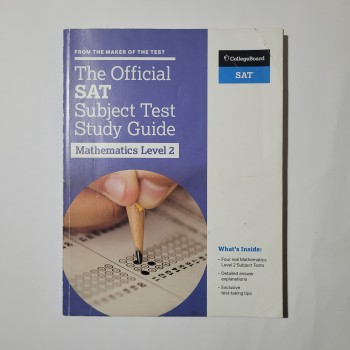 FROM THE MAKER OF THE TEST
CollegeBoard
SAT
The Official
SAT
Subject Test
Study Guide
Mathematics Level 2
What's Inside:
• Four real Mathematics
Level 2 Subject Tests
• Detailed answer
explanations
• Exclusive
test-taking tips